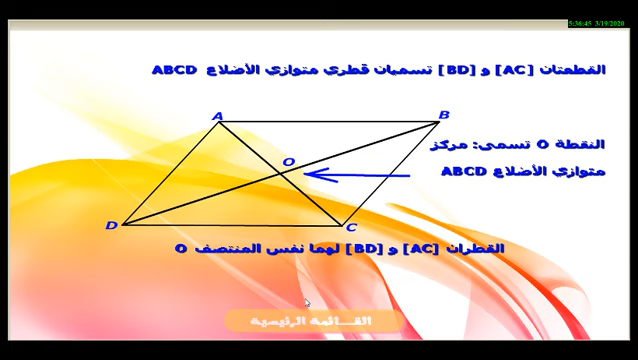 5:36:45 3/19/2020
القطعتان [AC] و [BD] تسميان قطري متوازي الأضلاع ABCD
A
B
النقطة O تسمى: مركز
O
متوازي الأضلاع ABCD
D
C
القطران [AC] و [BD] لهما نفس المنتصف O
القـــائمة الرئيسية